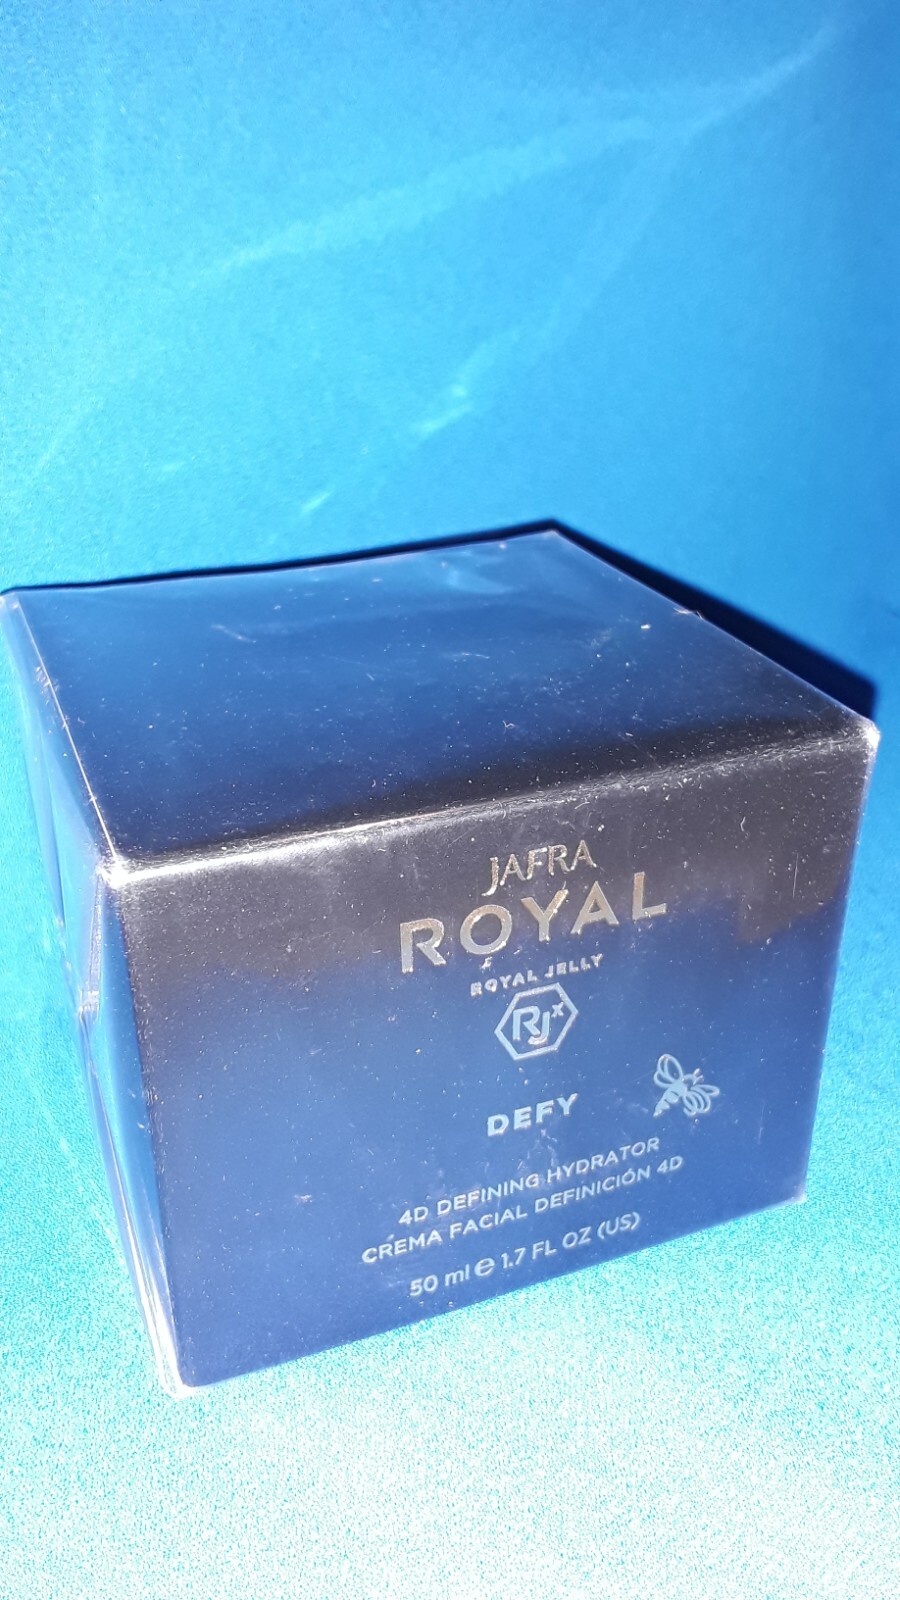 JAFRA
ROYAL
ROYAL JELLY
RJx
DEFY
4D DEFINING HYDRATOR
CREMA FACIAL DEFINICIÓN 4D
50 ml e 1.7 FL OZ (US)